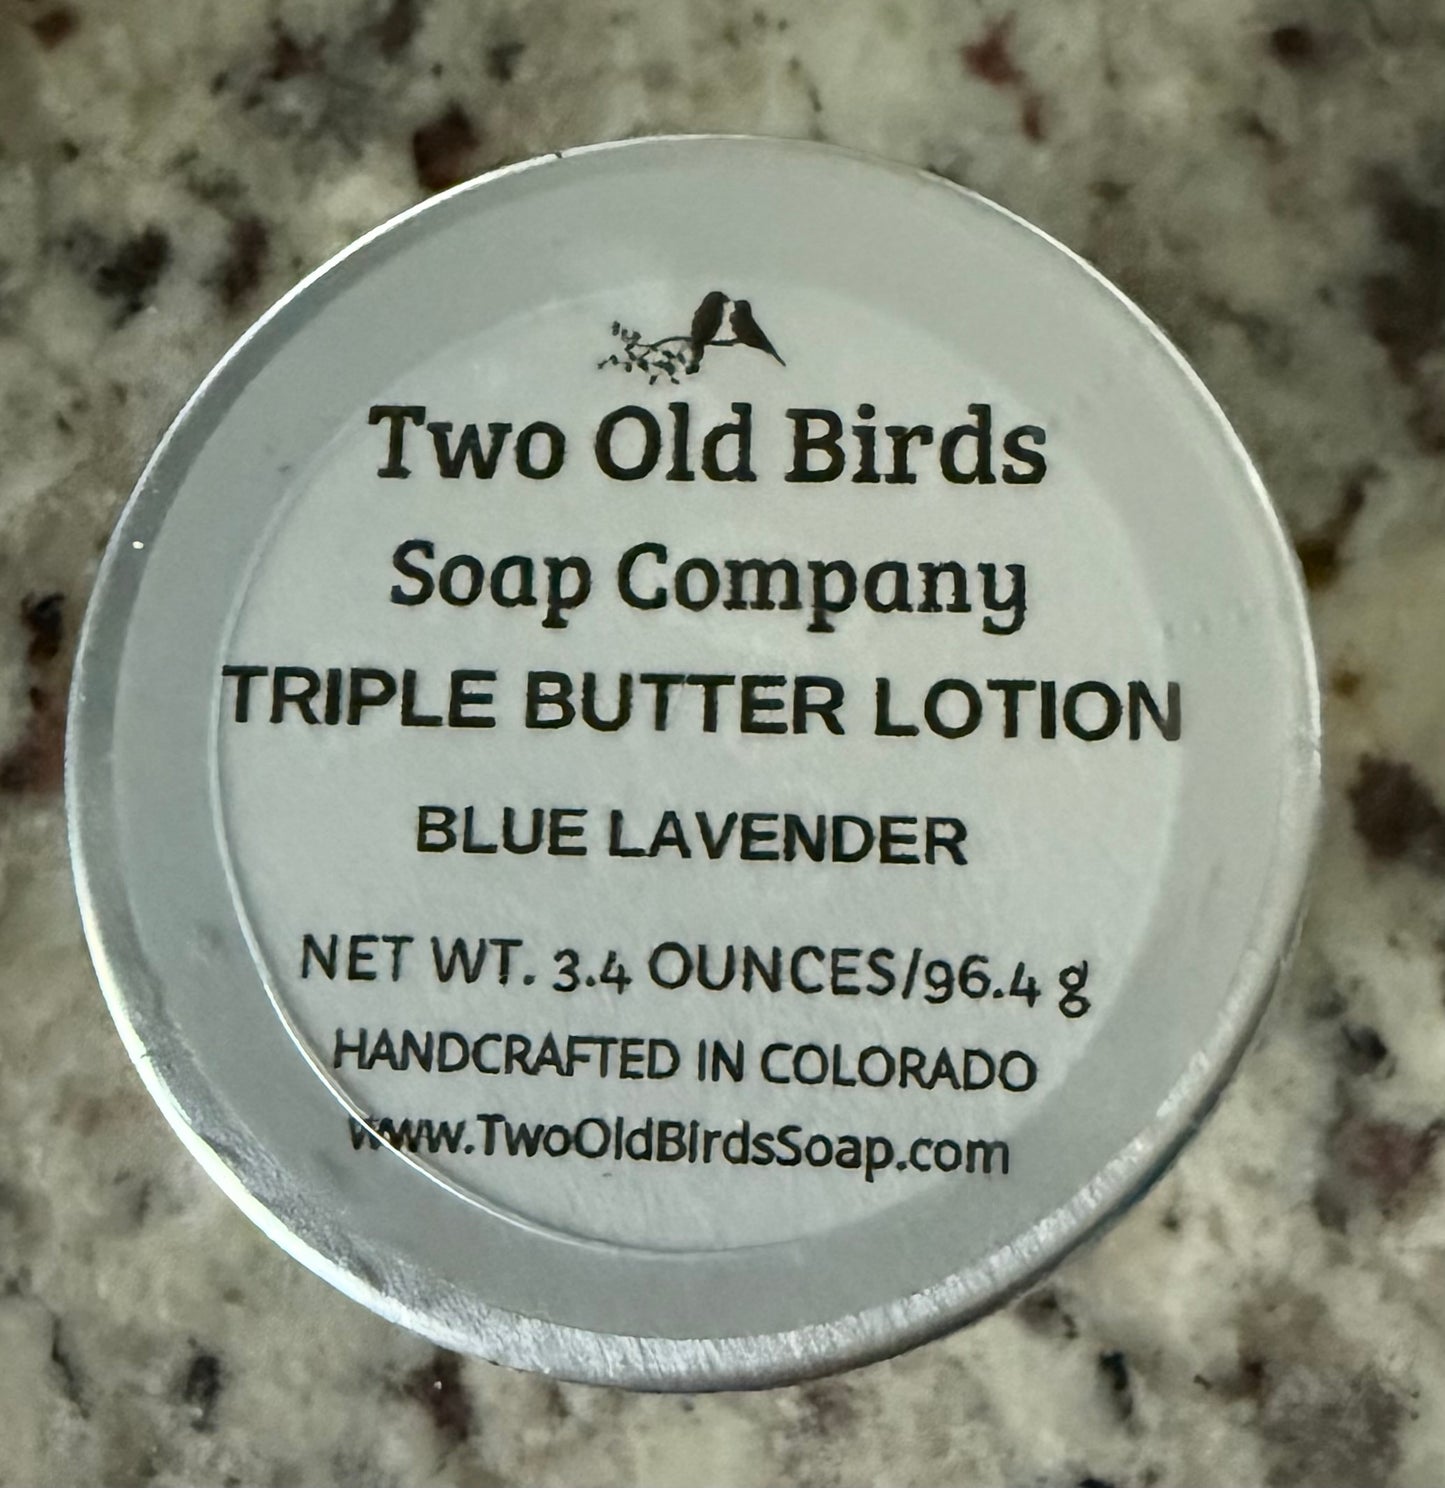 Two Old Birds
Soap Company
TRIPLE BUTTER LOTION
BLUE LAVENDER
NET WT. 3.4 OUNCES/96.4 g
HANDCRAFTED IN COLORADO
www.TwoOldBirdsSoap.com